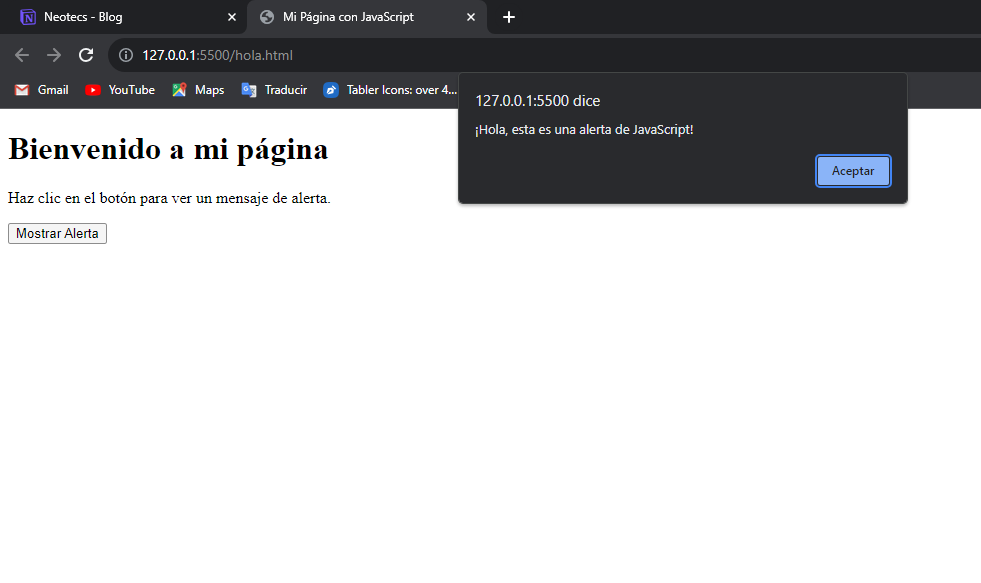 Neotecs - Blog
Mi Página con JavaScript
127.0.0.1:5500/hola.html
Gmail
YouTube
Maps
Traducir
Tabler Icons: over 4...
127.0.0.1:5500 dice
¡Hola, esta es una alerta de JavaScript!
Aceptar
Bienvenido a mi página
Haz clic en el botón para ver un mensaje de alerta.
Mostrar Alerta